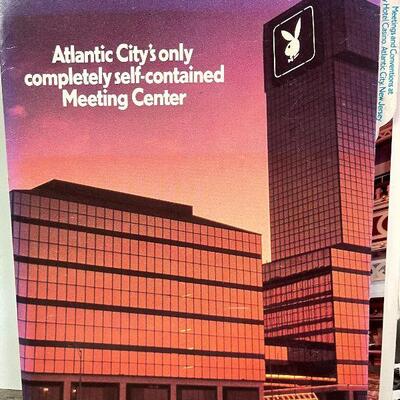 Atlantic City's only
completely self-contained
Meeting Center
Meetings and Conventions at
Hotel Casino, Atlantic City, New Jersey